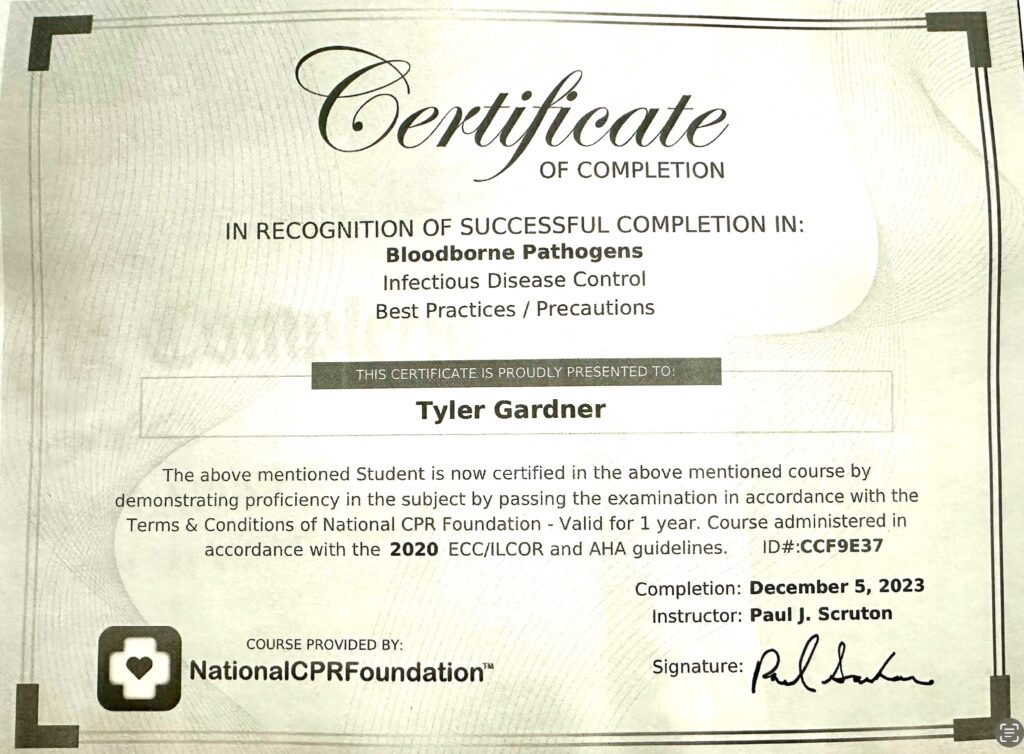 Certificate
OF COMPLETION
IN RECOGNITION OF SUCCESSFUL COMPLETION IN:
Bloodborne Pathogens
Infectious Disease Control
Best Practices / Precautions
THIS CERTIFICATE IS PROUDLY PRESENTED TO:
Tyler Gardner
The above mentioned Student is now certified in the above mentioned course by
demonstrating proficiency in the subject by passing the examination in accordance with the
Terms & Conditions of National CPR Foundation - Valid for 1 year. Course administered in
accordance with the 2020 ECC/ILCOR and AHA guidelines. ID#:CCF9E37
Completion: December 5, 2023
Instructor: Paul J. Scruton
COURSE PROVIDED BY:
NationalCPRFoundation™
Signature: